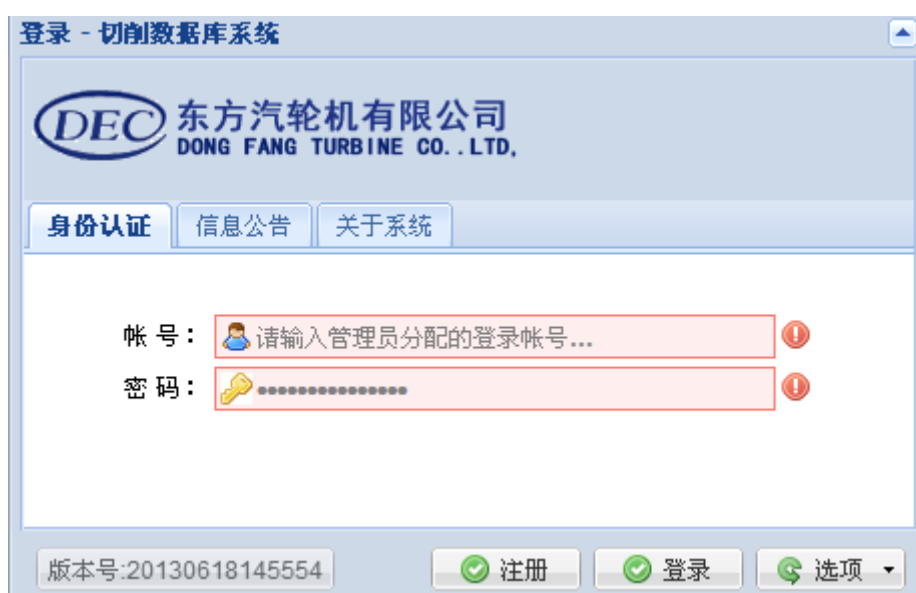 登录 - 切削数据库系统
DEC 东方汽轮机有限公司
DONG FANG TURBINE CO..LTD.
身份认证 信息公告 关于系统
帐 号： 请输入管理员分配的登录帐号...
密 码： •••••••••••••••
版本号:20130618145554 注册 登录 选项